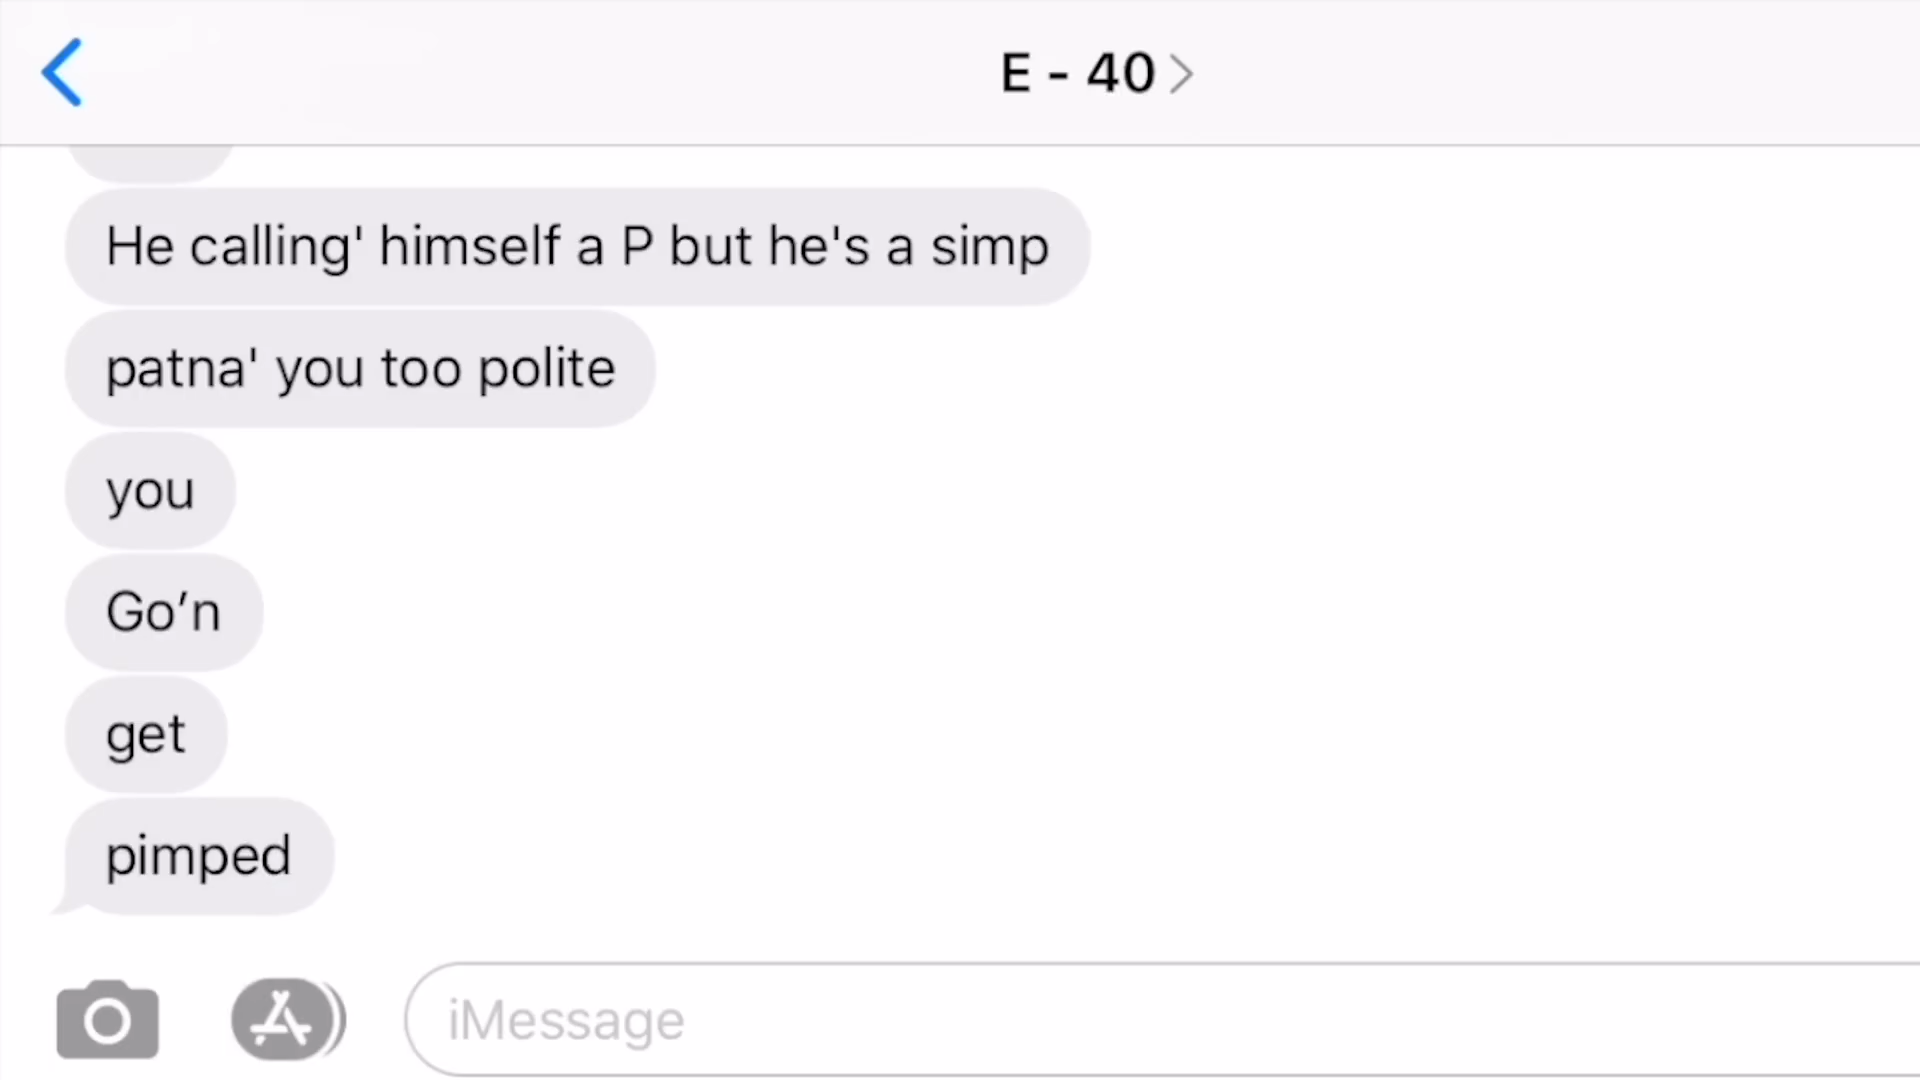 E - 40
He calling' himself a P but he's a simp
patna' you too polite
you
Go’n
get
pimped
iMessage